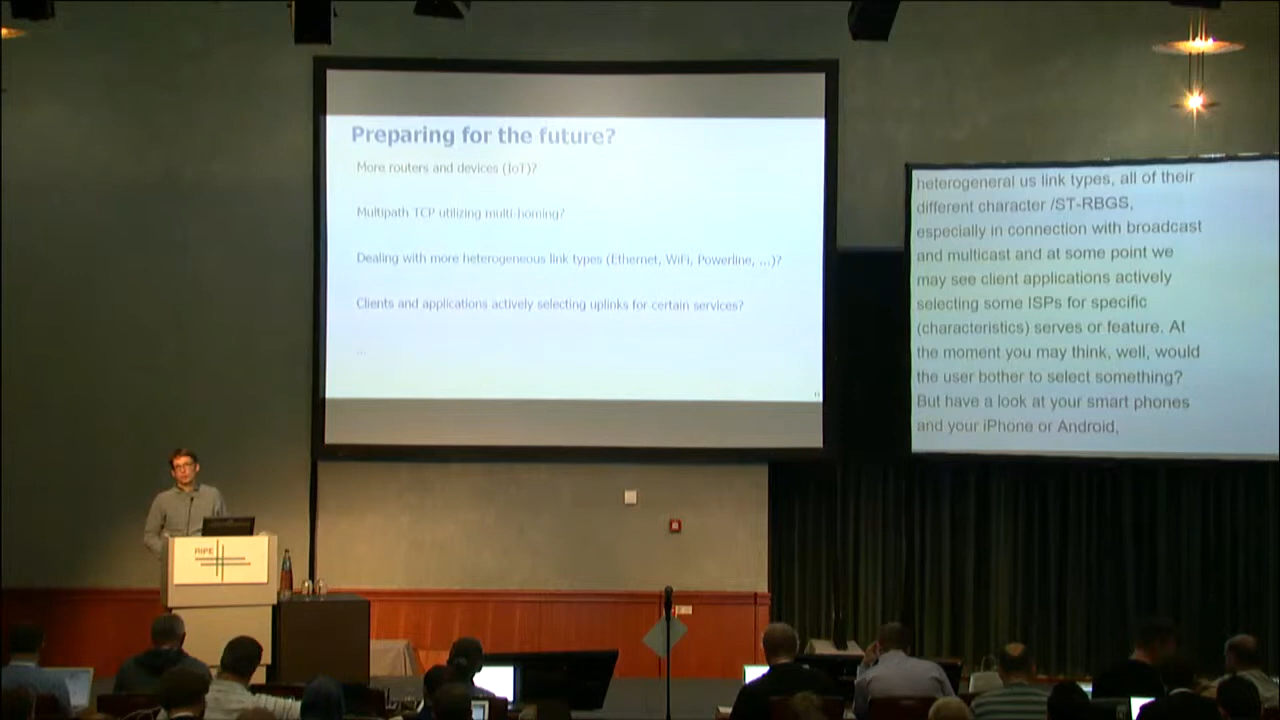 Preparing for the future?
More routers and devices (IoT)?
Multipath TCP utilizing multi-homing?
Dealing with more heterogeneous link types (Ethernet, WiFi, Powerline, ...)?
Clients and applications actively selecting uplinks for certain services?
...
heterogeneral us link types, all of their
different character /ST-RBGS,
especially in connection with broadcast
and multicast and at some point we
may see client applications actively
selecting some ISPs for specific
(characteristics) serves or feature. At
the moment you may think, well, would
the user bother to select something?
But have a look at your smart phones
and your iPhone or Android,
RIPE